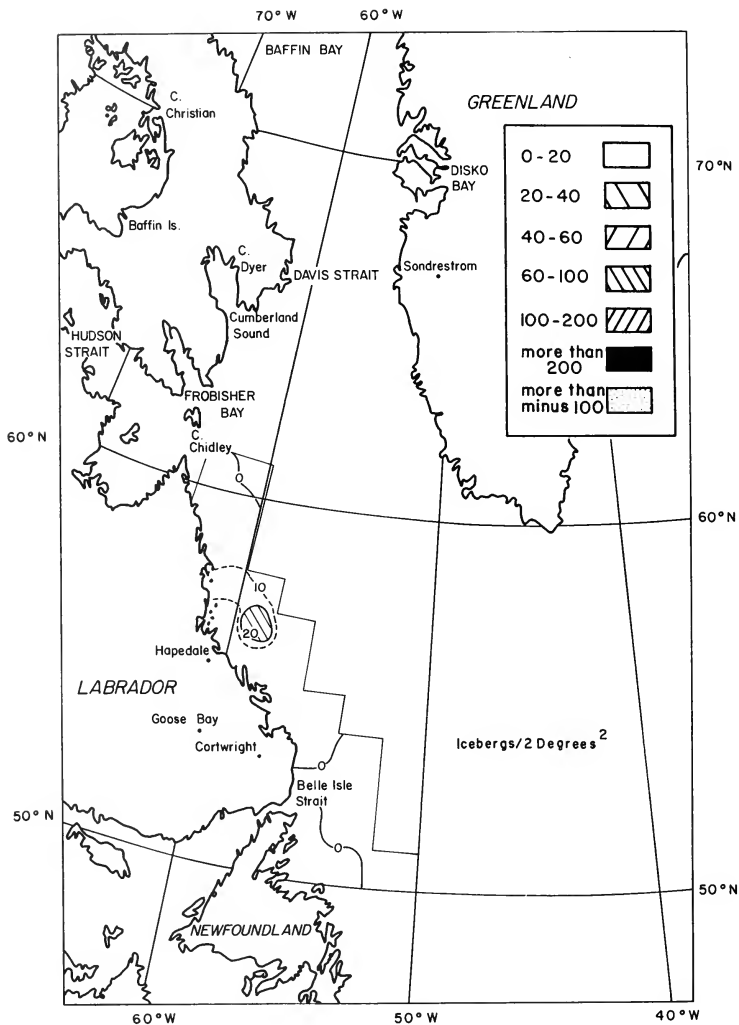 70° W 60° W
BAFFIN BAY
C.
Christian
GREENLAND
0-20
20-40
40-60
60-100
100-200
more than
200
more than
minus 100
70° N
DISKO
BAY
Baffin Is.
C.
Dyer
DAVIS STRAIT
Sondrestrom
Cumberland
Sound
HUDSON
STRAIT
FROBISHER
BAY
60° N
C.
Chidley
0
60° N
10
20
Hapedale
LABRADOR
Goose Bay
Cortwright
Icebergs/2 Degrees²
0
Belle Isle
Strait
50° N
0
50° N
NEWFOUNDLAND
60° W 50° W 40° W